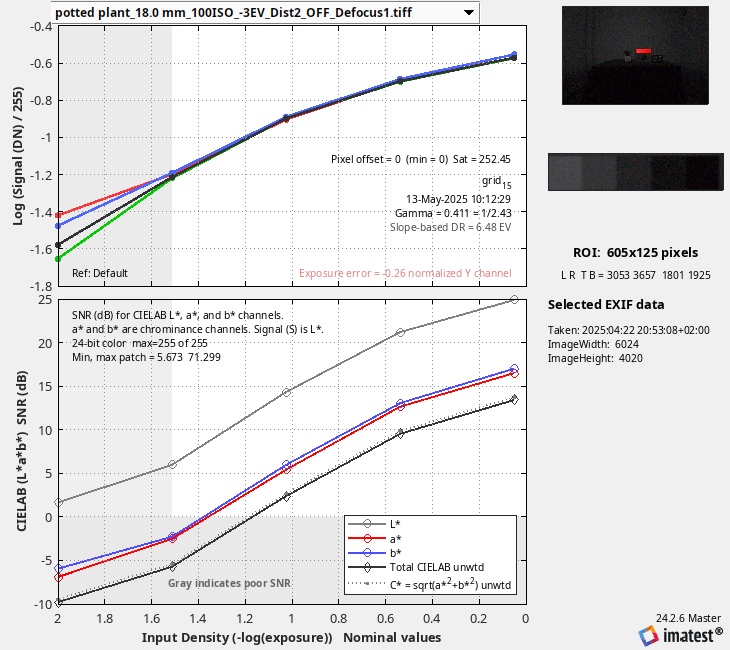 potted plant_18.0 mm_100ISO_-3EV_Dist2_OFF_Defocus1.tiff
-0.4
-0.6
-0.8
-1
-1.2
-1.4
-1.6
-1.8
Log (Signal (DN) / 255)
Pixel offset = 0 (min = 0) Sat = 252.45
grid15
13-May-2025 10:12:29
Gamma = 0.411 = 1/2.43
Slope-based DR = 6.48 EV
Ref: Default
Exposure error = -0.26 normalized Y channel
ROI: 605x125 pixels
L R T B = 3053 3657 1801 1925
Selected EXIF data
Taken: 2025:04:22 20:53:08+02:00
ImageWidth: 6024
ImageHeight: 4020
25
20
15
10
5
0
-5
-10
CIELAB (L*a*b*) SNR (dB)
SNR (dB) for CIELAB L*, a*, and b* channels.
a* and b* are chrominance channels. Signal (S) is L*.
24-bit color max=255 of 255
Min, max patch = 5.673 71.299
Gray indicates poor SNR
L*
a*
b*
Total CIELAB unwtd
C* = sqrt(a*2+b*2) unwtd
2 1.8 1.6 1.4 1.2 1 0.8 0.6 0.4 0.2 0
Input Density (-log(exposure)) Nominal values
24.2.6 Master
imatest®